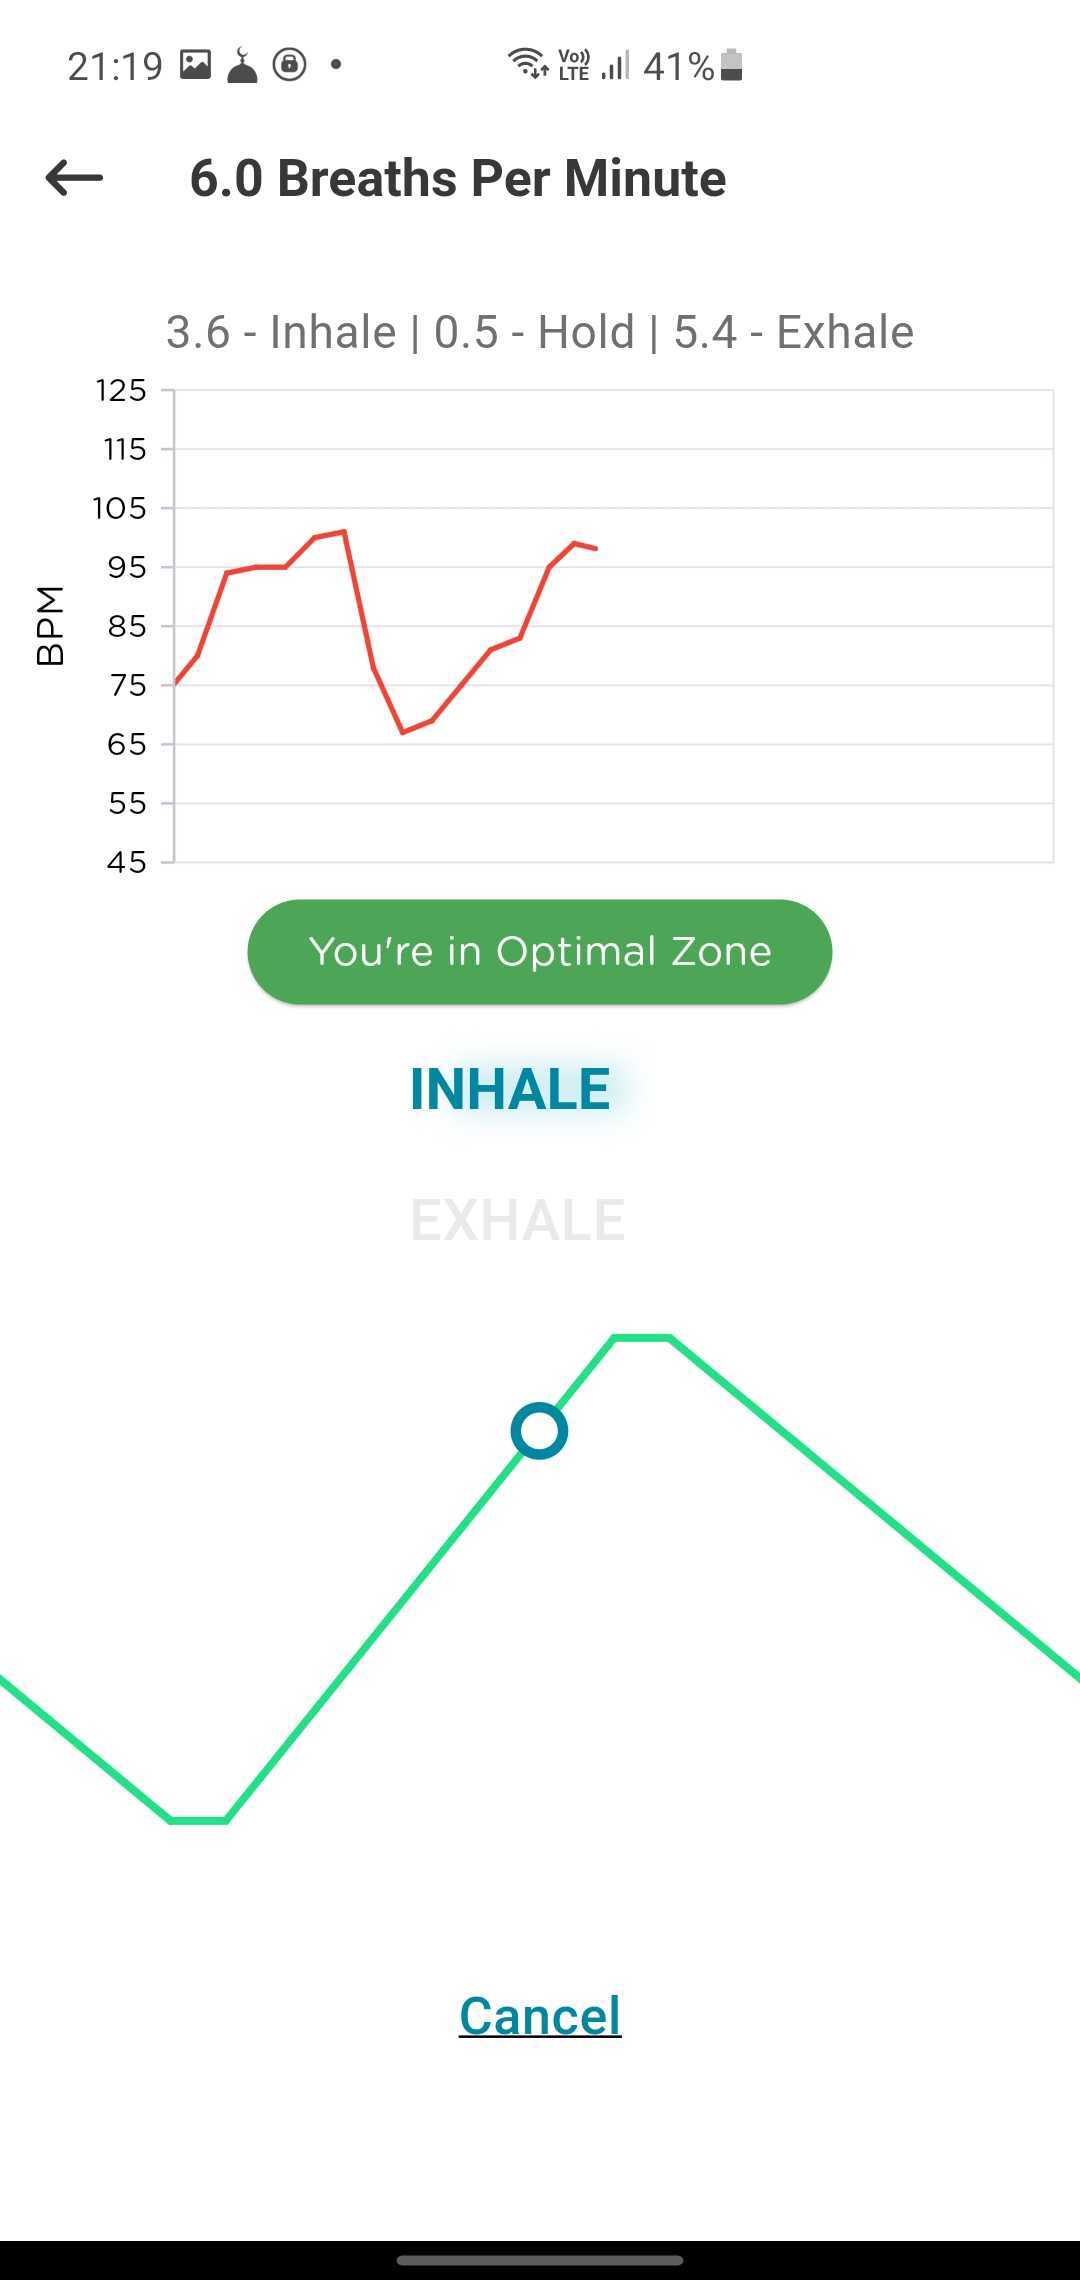 21:19 Vo)) LTE 41%
6.0 Breaths Per Minute
3.6 - Inhale | 0.5 - Hold | 5.4 - Exhale
125
115
105
95
85
75
65
55
45
BPM
You're in Optimal Zone
INHALE
EXHALE
Cancel